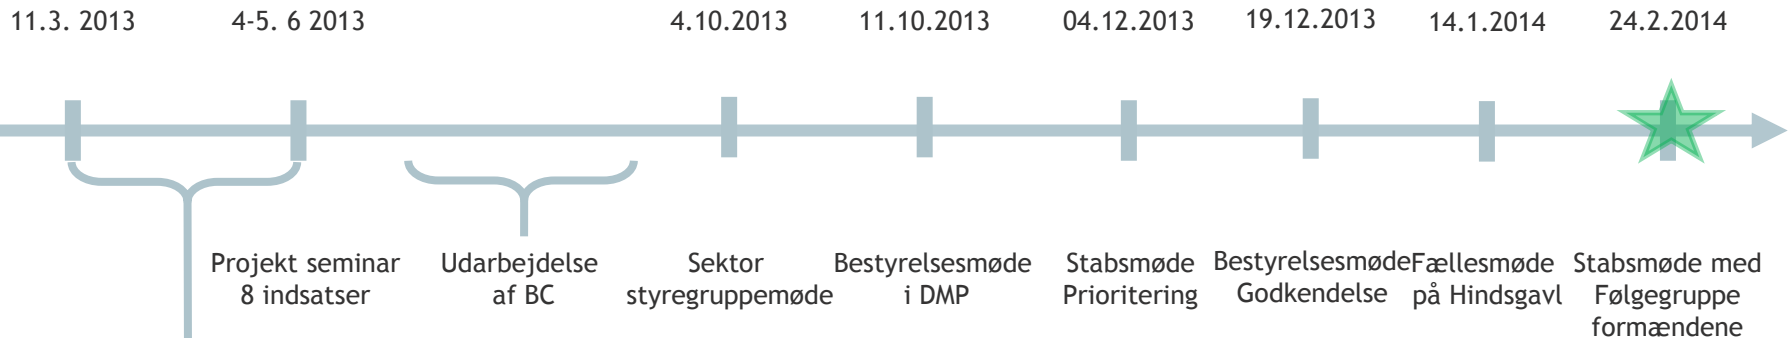 11.3. 2013
4-5. 6 2013
4.10.2013
11.10.2013
04.12.2013
19.12.2013
14.1.2014
24.2.2014
Projekt seminar
8 indsatser
Udarbejdelse
af BC
Sektor
styregruppemøde
Bestyrelsesmøde
i DMP
Stabsmøde
Prioritering
Bestyrelsesmøde
Godkendelse
Fællesmøde
på Hindsgavl
Stabsmøde med
Følgegruppe
formændene